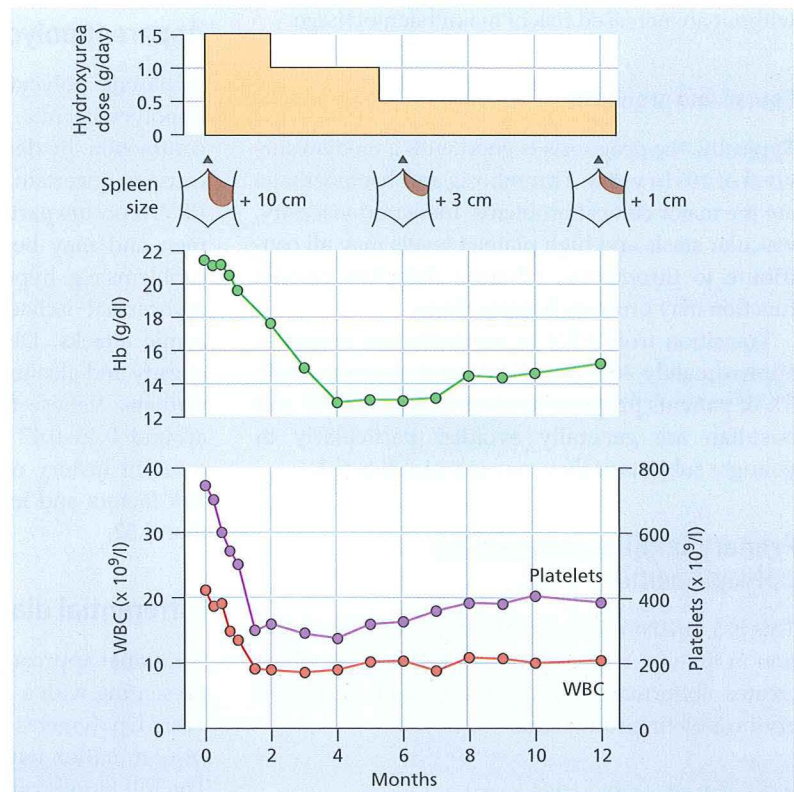 Hydroxyurea
dose (g/day)
1.5
1.0
0.5
0
Spleen
size
+ 10 cm
+ 3 cm
+ 1 cm
Hb (g/dl)
22
20
18
16
14
12
WBC (x 10⁹/l)
40
30
20
10
0
Platelets (x 10⁹/l)
800
600
400
200
0
Platelets
WBC
0 2 4 6 8 10 12
Months